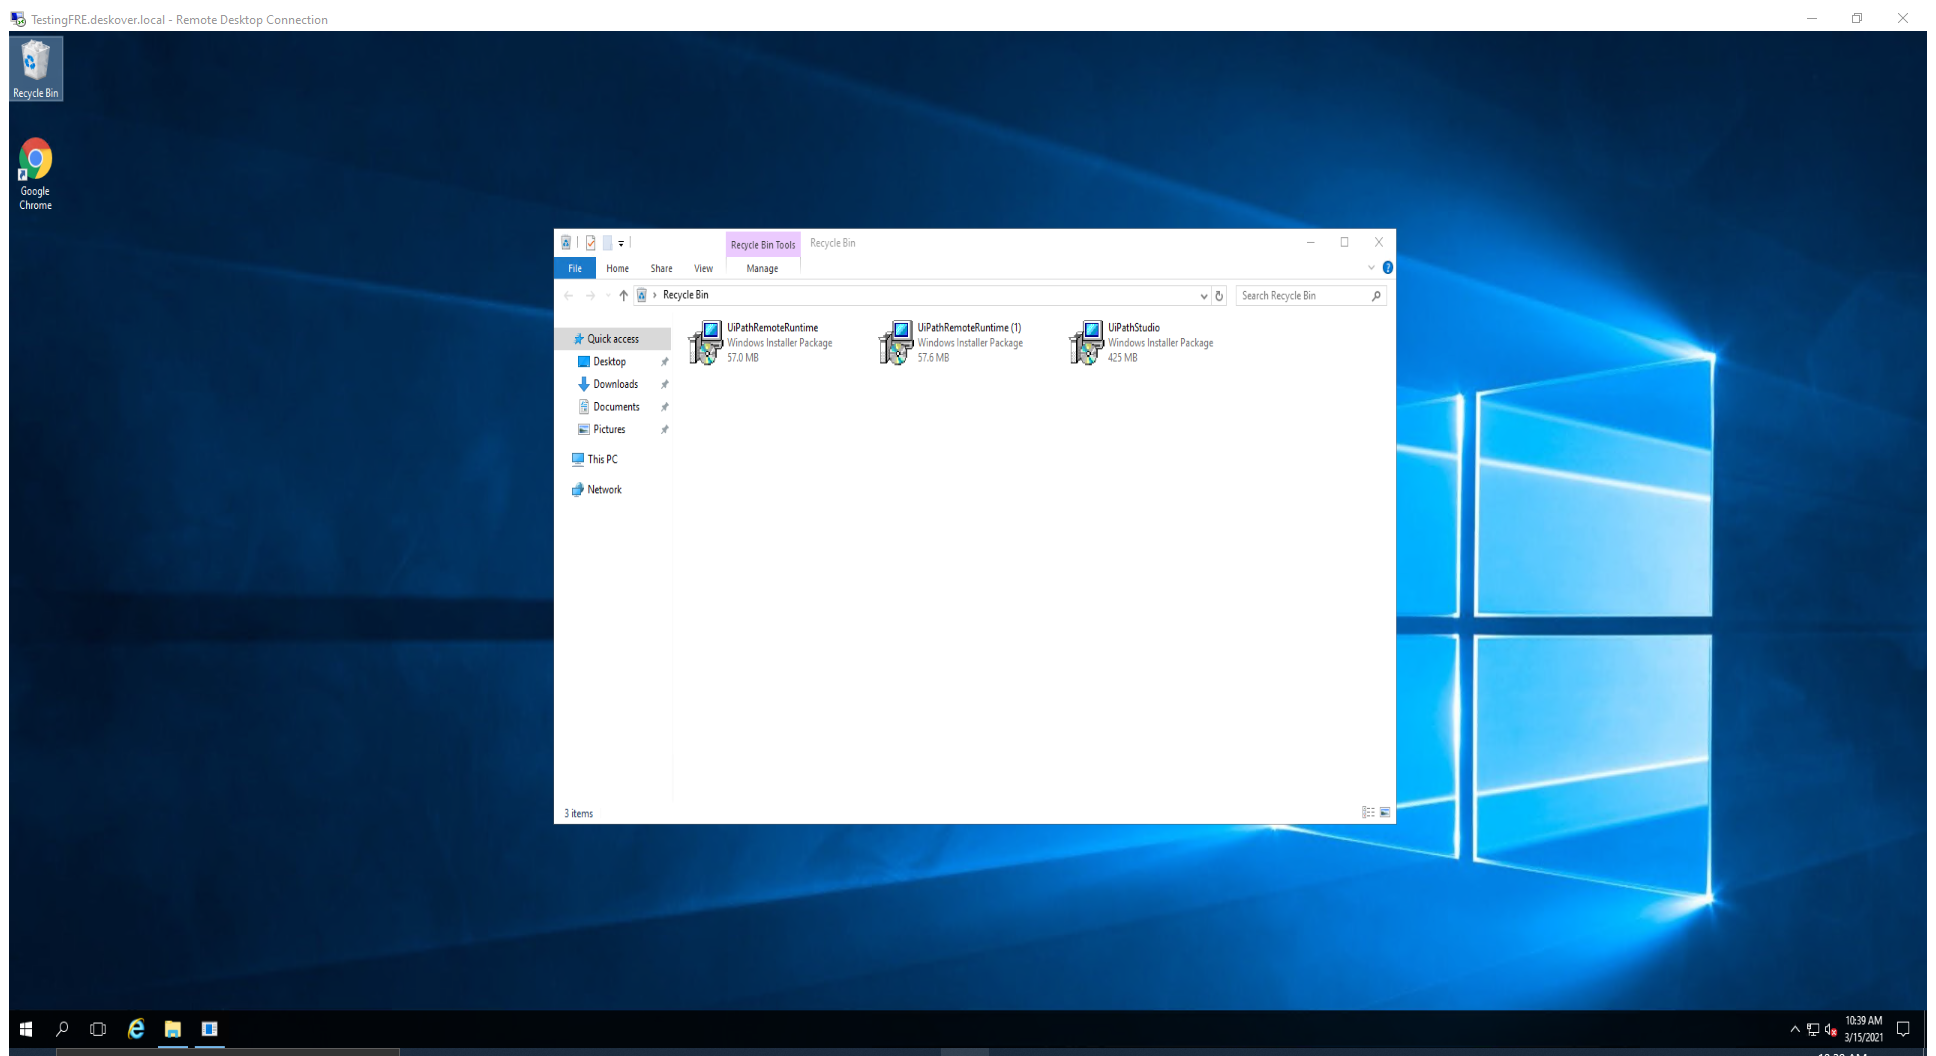 TestingFRE.deskover.local - Remote Desktop Connection
Recycle Bin
Google
Chrome
Recycle Bin Tools
Recycle Bin
File
Home
Share
View
Manage
Recycle Bin
Search Recycle Bin
Quick access
Desktop
Downloads
Documents
Pictures
This PC
Network
UiPathRemoteRuntime
Windows Installer Package
57.0 MB
UiPathRemoteRuntime (1)
Windows Installer Package
57.6 MB
UiPathStudio
Windows Installer Package
425 MB
3 items
10:39 AM
3/15/2021